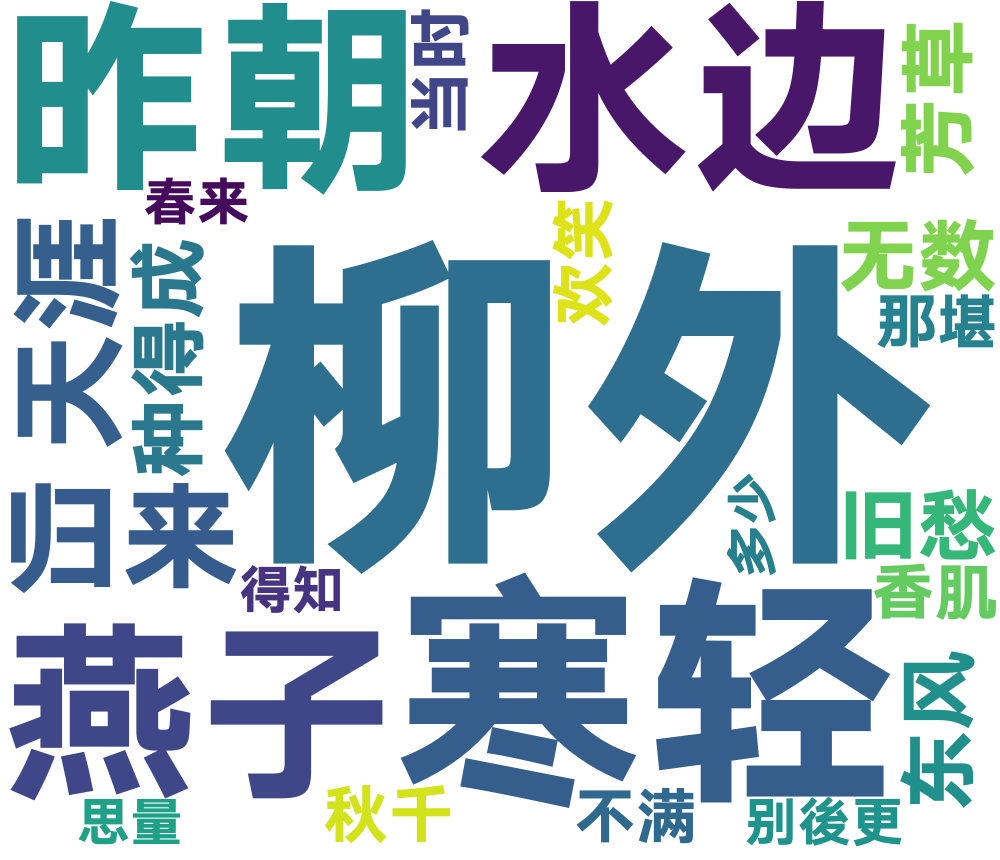 昨朝
当时
水边
芳草
春来
欢笑
无数
天涯
种得成
柳外
那堪
归来
多少
旧愁
得知
香肌
燕子
寒轻
东风
思量
秋千
不满
别後更